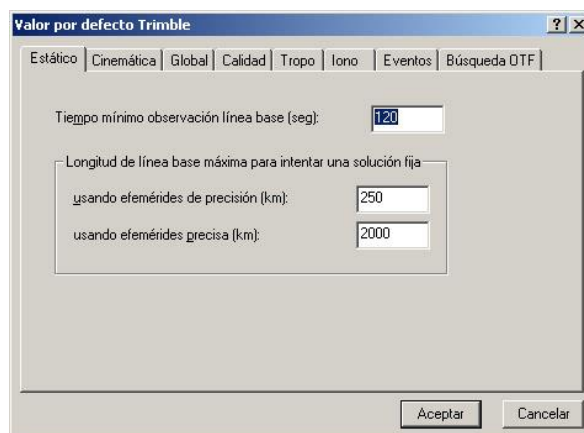 Valor por defecto Trimble
Estático Cinemática Global Calidad Tropo Iono Eventos Búsqueda OTF
Tiempo mínimo observación línea base (seg): 120
Longitud de línea base máxima para intentar una solución fija
usando efemérides de precisión (km): 250
usando efemérides precisa (km): 2000
Aceptar Cancelar